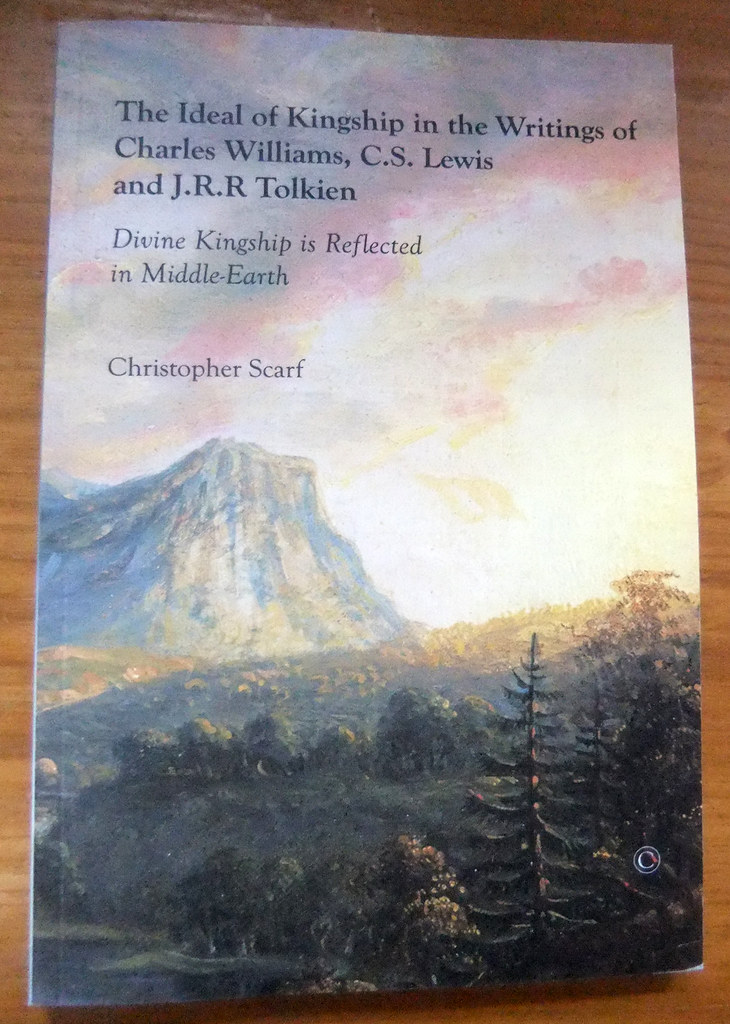 The Ideal of Kingship in the Writings of
Charles Williams, C.S. Lewis
and J.R.R Tolkien
Divine Kingship is Reflected
in Middle-Earth
Christopher Scarf